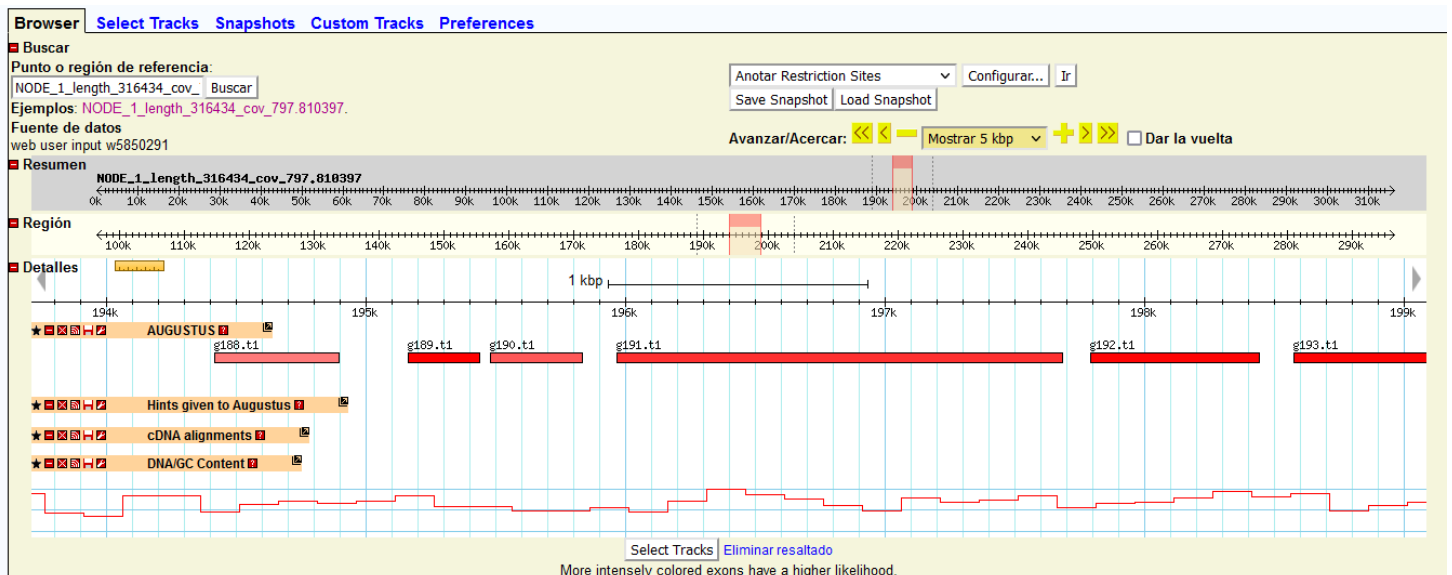 Browser Select Tracks Snapshots Custom Tracks Preferences
Buscar
Punto o región de referencia:
NODE_1_length_316434_cov_ Buscar
Ejemplos: NODE_1_length_316434_cov_797.810397.
Fuente de datos
web user input w5850291
Anotar Restriction Sites Configurar... Ir
Save Snapshot Load Snapshot
Avanzar/Acercar: << < Mostrar 5 kbp > >> Dar la vuelta
Resumen
NODE_1_length_316434_cov_797,810397
0k 10k 20k 30k 40k 50k 60k 70k 80k 90k 100k 110k 120k 130k 140k 150k 160k 170k 180k 190k 200k 210k 220k 230k 240k 250k 260k 270k 280k 290k 300k 310k
Región
100k 110k 120k 130k 140k 150k 160k 170k 180k 190k 200k 210k 220k 230k 240k 250k 260k 270k 280k 290k
Detalles
1 kbp
194k 195k 196k 197k 198k 199k
AUGUSTUS ?
g188.t1 g189.t1 g190.t1 g191.t1 g192.t1 g193.t1
Hints given to Augustus ?
cDNA alignments ?
DNA/GC Content ?
Select Tracks Eliminar resaltado
More intensely colored exons have a higher likelihood.